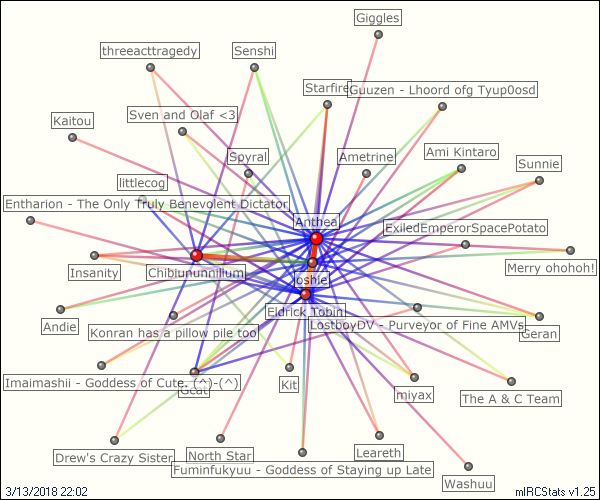 Giggles
threeacttragedy
Senshi
Starfire
Guuzen - Lhoord ofg Tyup0osd
Sven and Olaf <3
Kaitou
Spyral
Ametrine
Ami Kintaro
Sunnie
littlecog
Entharion - The Only Truly Benevolent Dictator
Anthea
ExiledEmperorSpacePotato
Insanity
Chibiunumillum
Joshie
Merry ohohoh!
Eldrick Tobin
Andie
Konran has a pillow pile too
LostboyDV - Purveyor of Fine AMVs
Geran
Imaimashii - Goddess of Cute. (^)-(^)
Gcat
Kit
miyax
The A & C Team
Drew's Crazy Sister
North Star
Leareth
Fuminfukyuu - Goddess of Staying up Late
Washuu
3/13/2018 22:02
mIRCStats v1.25